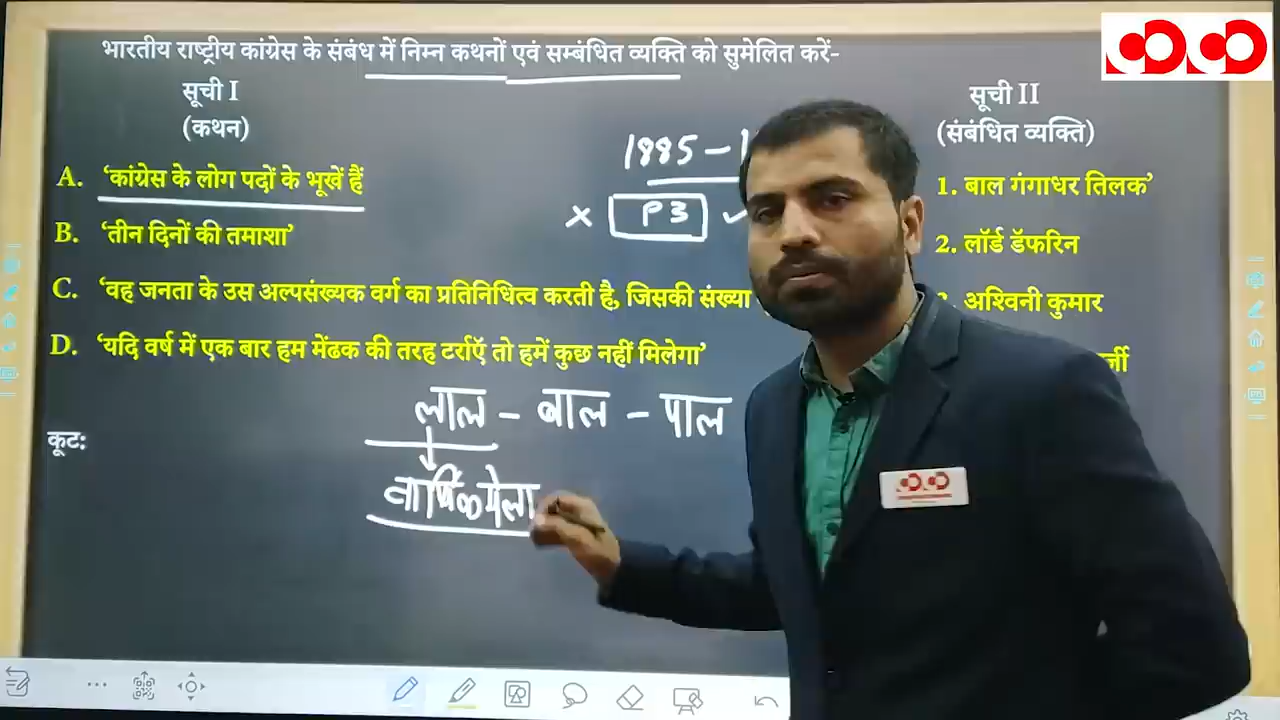 भारतीय राष्ट्रीय कांग्रेस के संबंध में निम्न कथनों एवं सम्बंधित व्यक्ति को सुमेलित करें-
सूची I
(कथन)
सूची II
(संबंधित व्यक्ति)
1885 –
× P3 ✓
A. ‘कांग्रेस के लोग पदों के भूखें हैं
1. बाल गंगाधर तिलक’
B. ‘तीन दिनों की तमाशा’
2. लॉर्ड डॅफरिन
C. ‘वह जनता के उस अल्पसंख्यक वर्ग का प्रतिनिधित्व करती है, जिसकी संख्या
अश्विनी कुमार
D. ‘यदि वर्ष में एक बार हम मेंढक की तरह टर्राऍ तो हमें कुछ नहीं मिलेगा’
लाल – बाल – पाल
वार्षिक मेला
कूट: